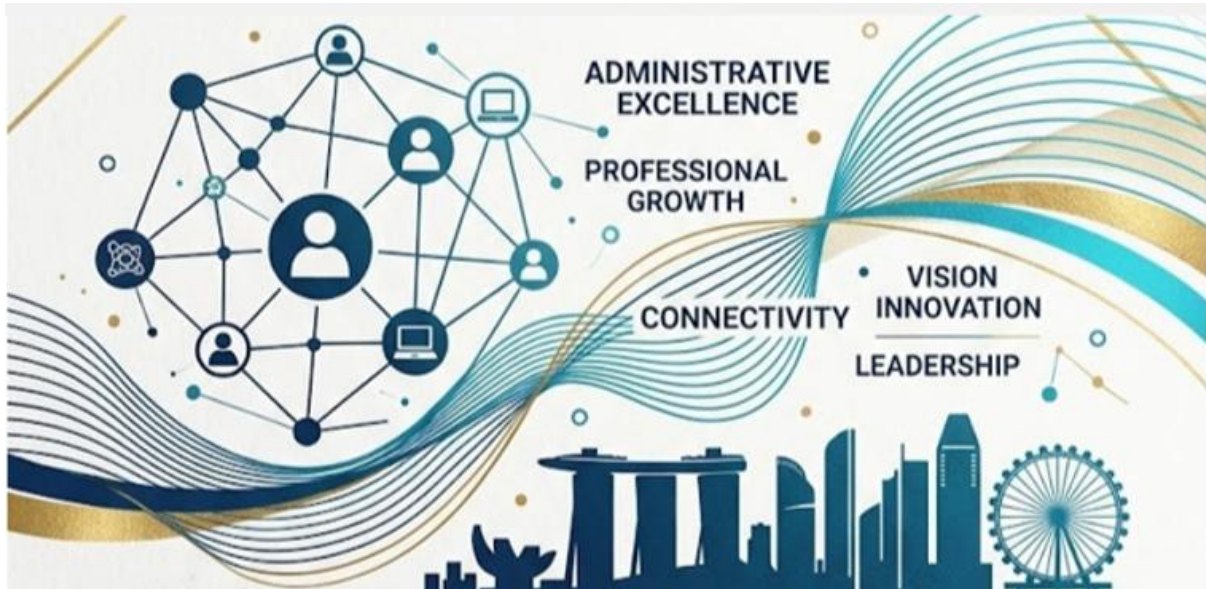 ADMINISTRATIVE
EXCELLENCE
PROFESSIONAL
GROWTH
CONNECTIVITY
VISION
INNOVATION
LEADERSHIP